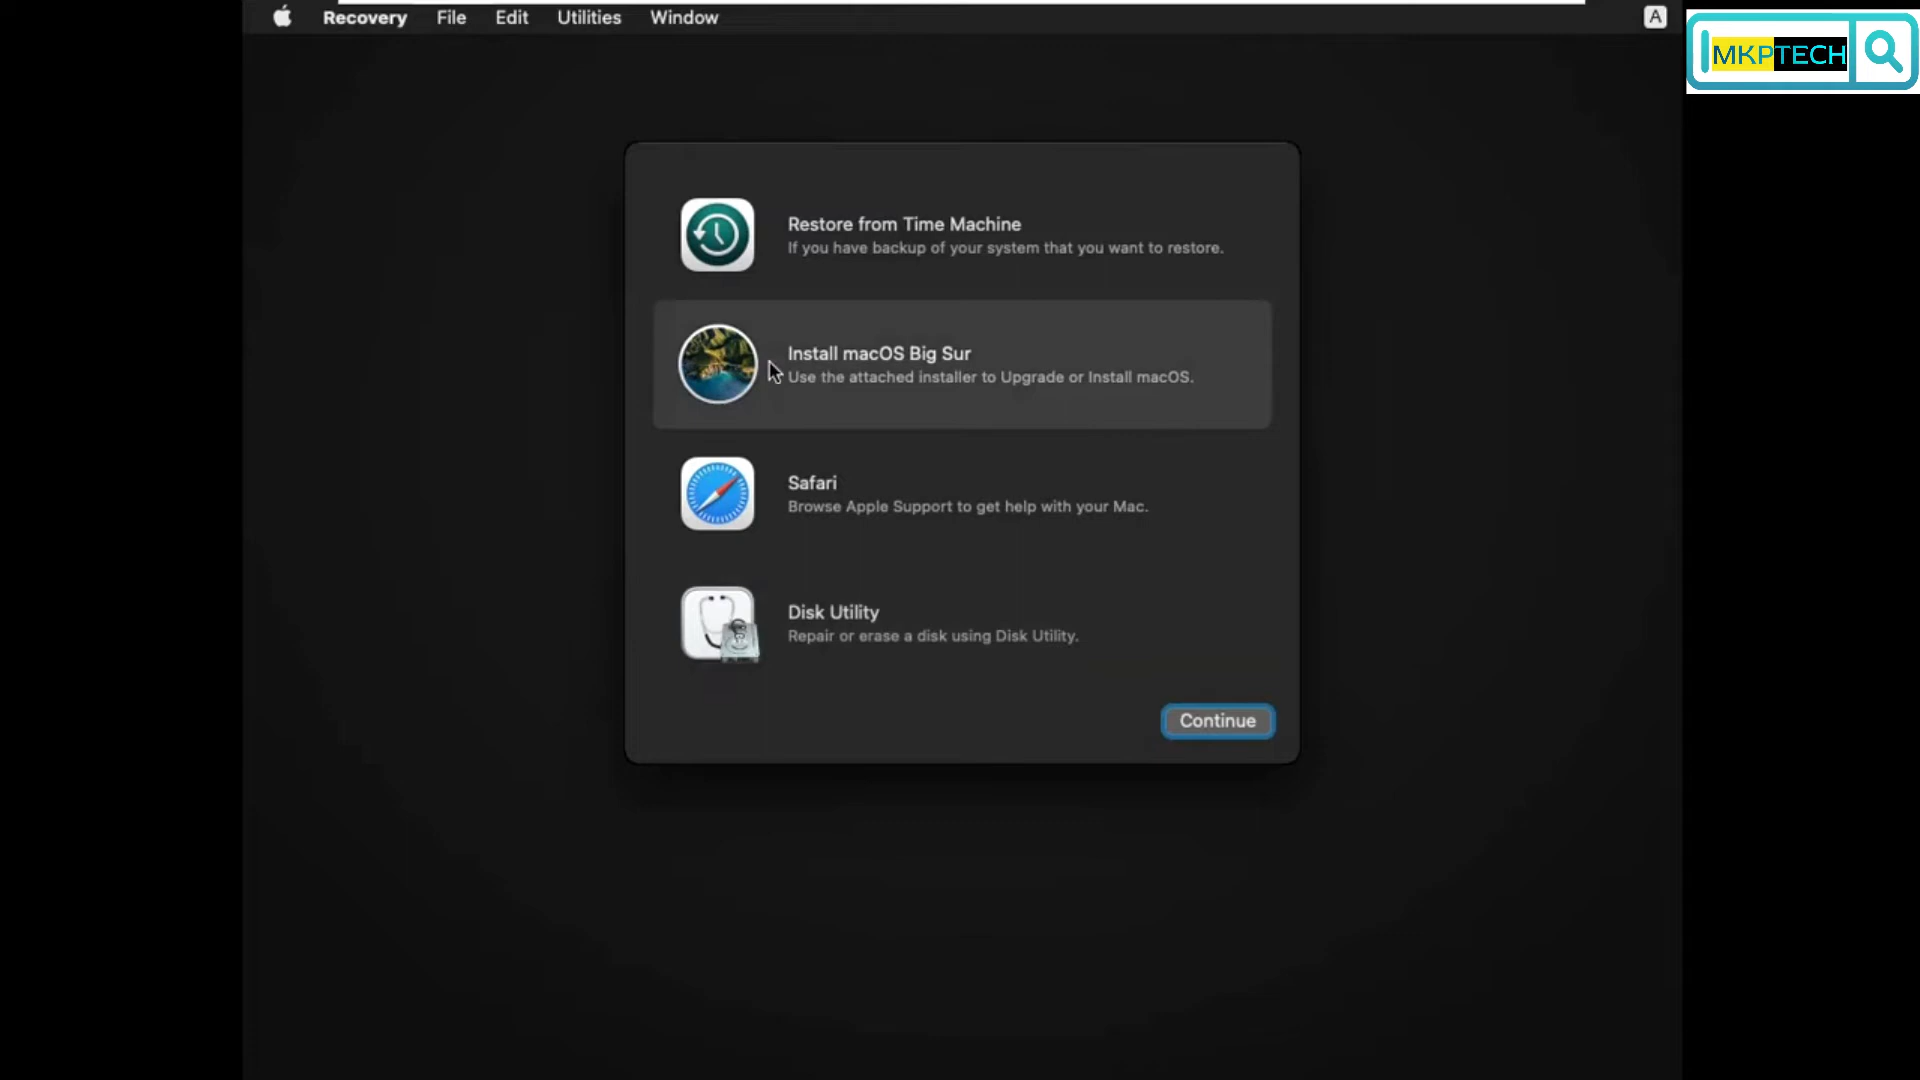 Recovery File Edit Utilities Window A
MKPTECH
Restore from Time Machine
If you have backup of your system that you want to restore.
Install macOS Big Sur
Use the attached installer to Upgrade or Install macOS.
Safari
Browse Apple Support to get help with your Mac.
Disk Utility
Repair or erase a disk using Disk Utility.
Continue